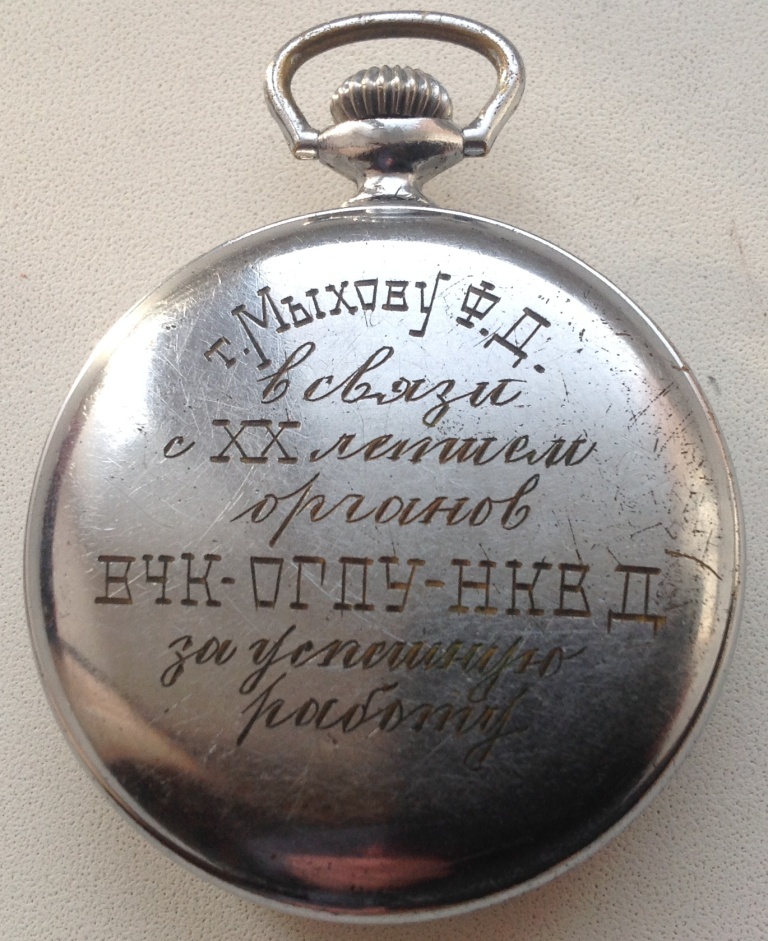 т. Мыхову Ф.Д.
в связи
с XX летием
органов
ВЧК-ОГПУ-НКВД
за успешную
работу